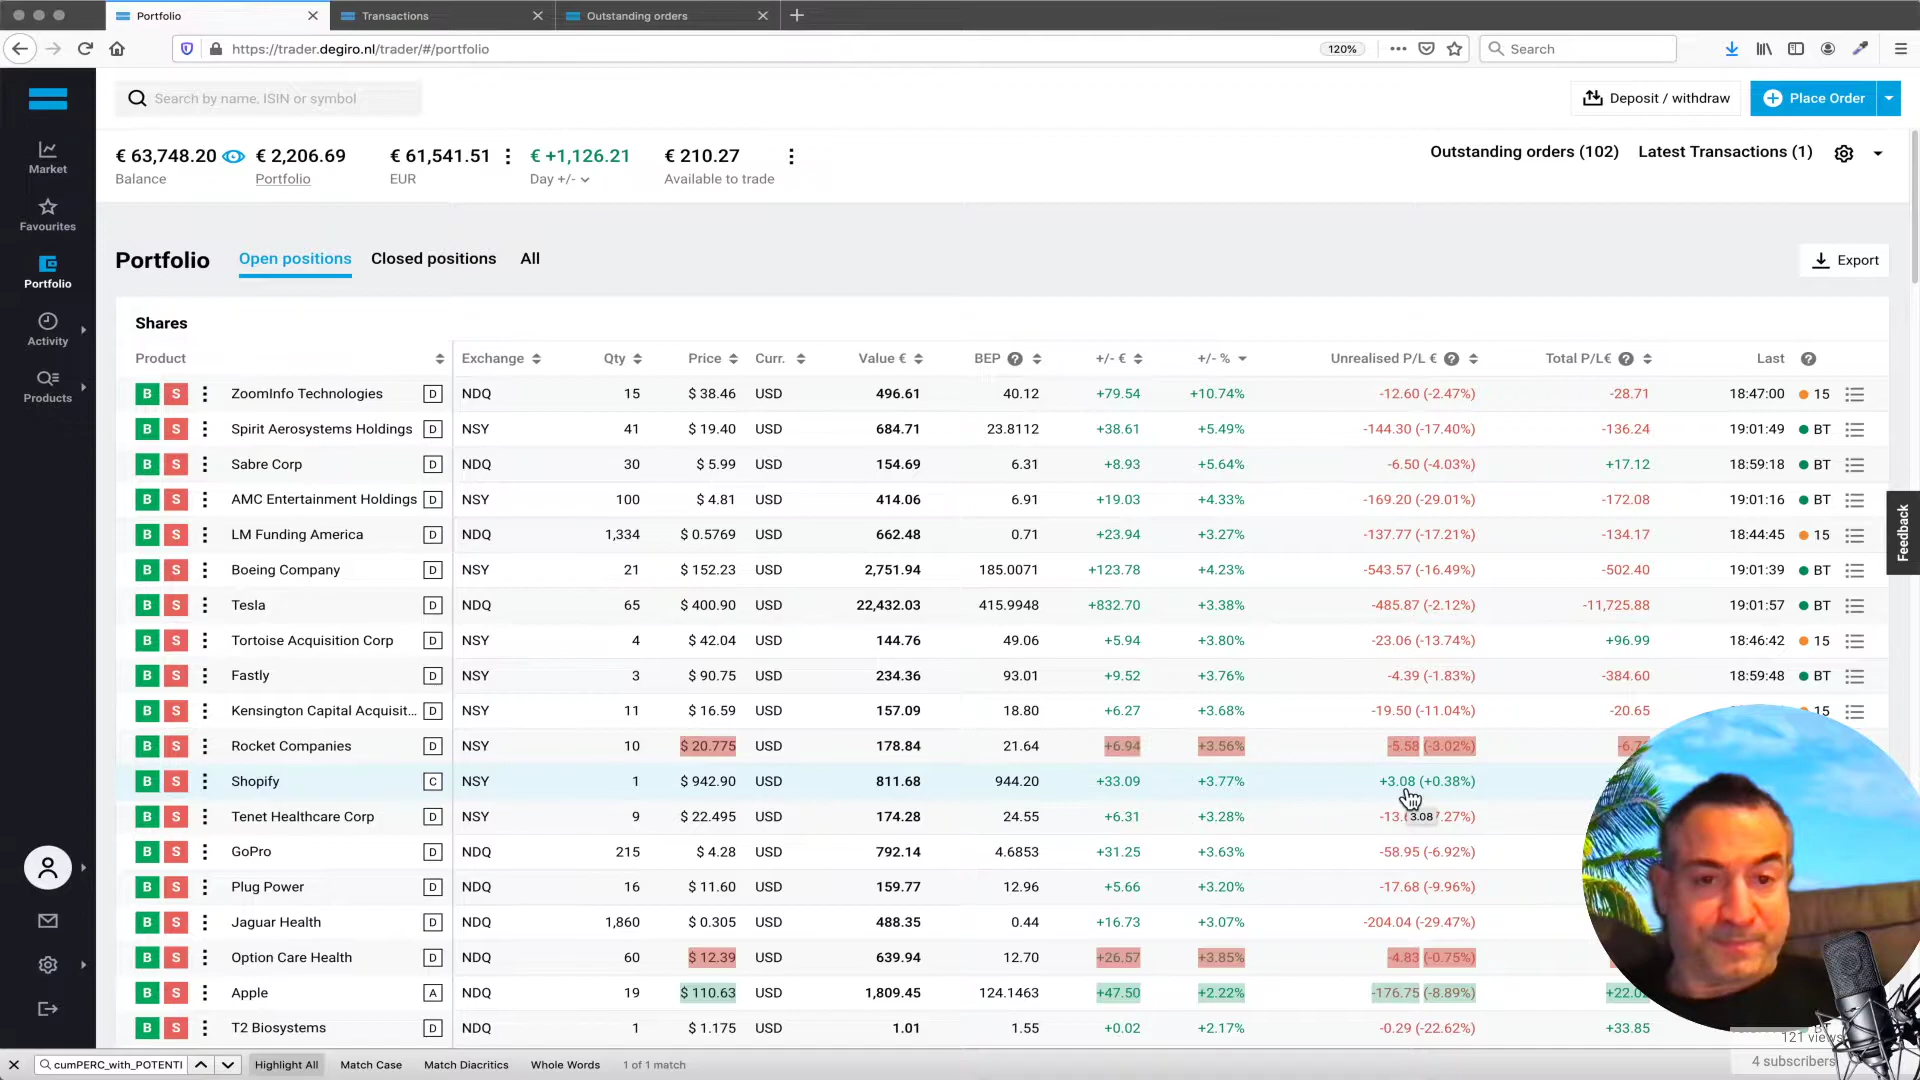 Portfolio
Transactions
Outstanding orders
https://trader.degiro.nl/trader/#/portfolio
120%
Search
Search by name, ISIN or symbol
Deposit / withdraw
Place Order
€ 63,748.20 € 2,206.69 € 61,541.51 € +1,126.21 € 210.27
Balance Portfolio EUR Day +/- Available to trade
Outstanding orders (102) Latest Transactions (1)
Market
Favourites
Portfolio
Activity
Products
Portfolio Open positions Closed positions All
Export
Shares
Product Exchange Qty Price Curr. Value € BEP ? +/- € +/- % Unrealised P/L € ? Total P/L€ ? Last ?
B S ZoomInfo Technologies D NDQ 15 $ 38.46 USD 496.61 40.12 +79.54 +10.74% -12.60 (-2.47%) -28.71 18:47:00 15
B S Spirit Aerosystems Holdings D NSY 41 $ 19.40 USD 684.71 23.8112 +38.61 +5.49% -144.30 (-17.40%) -136.24 19:01:49 BT
B S Sabre Corp D NDQ 30 $ 5.99 USD 154.69 6.31 +8.93 +5.64% -6.50 (-4.03%) +17.12 18:59:18 BT
B S AMC Entertainment Holdings D NSY 100 $ 4.81 USD 414.06 6.91 +19.03 +4.33% -169.20 (-29.01%) -172.08 19:01:16 BT
B S LM Funding America D NDQ 1,334 $ 0.5769 USD 662.48 0.71 +23.94 +3.27% -137.77 (-17.21%) -134.17 18:44:45 15
B S Boeing Company D NSY 21 $ 152.23 USD 2,751.94 185.0071 +123.78 +4.23% -543.57 (-16.49%) -502.40 19:01:39 BT
B S Tesla D NDQ 65 $ 400.90 USD 22,432.03 415.9948 +832.70 +3.38% -485.87 (-2.12%) -11,725.88 19:01:57 BT
B S Tortoise Acquisition Corp D NSY 4 $ 42.04 USD 144.76 49.06 +5.94 +3.80% -23.06 (-13.74%) +96.99 18:46:42 15
B S Fastly D NSY 3 $ 90.75 USD 234.36 93.01 +9.52 +3.76% -4.39 (-1.83%) -384.60 18:59:48 BT
B S Kensington Capital Acquisit... D NSY 11 $ 16.59 USD 157.09 18.80 +6.27 +3.68% -19.50 (-11.04%) -20.65 15
B S Rocket Companies D NSY 10 $ 20.775 USD 178.84 21.64 +6.94 +3.56% -5.58 (-3.02%)
B S Shopify C NSY 1 $ 942.90 USD 811.68 944.20 +33.09 +3.77% +3.08 (+0.38%)
B S Tenet Healthcare Corp D NSY 9 $ 22.495 USD 174.28 24.55 +6.31 +3.28% 3.08
B S GoPro D NDQ 215 $ 4.28 USD 792.14 4.6853 +31.25 +3.63% -58.95 (-6.92%)
B S Plug Power D NDQ 16 $ 11.60 USD 159.77 12.96 +5.66 +3.20% -17.68 (-9.96%)
B S Jaguar Health D NDQ 1,860 $ 0.305 USD 488.35 0.44 +16.73 +3.07% -204.04 (-29.47%)
B S Option Care Health D NDQ 60 $ 12.39 USD 639.94 12.70 +26.57 +3.85% -4.83 (-0.75%)
B S Apple A NDQ 19 $ 110.63 USD 1,809.45 124.1463 +47.50 +2.22% -176.75 (-8.89%)
B S T2 Biosystems D NDQ 1 $ 1.175 USD 1.01 1.55 +0.02 +2.17% -0.29 (-22.62%) +33.85
Feedback
121 views
4 subscribers
cumPERC_with_POTENTI Highlight All Match Case Match Diacritics Whole Words 1 of 1 match